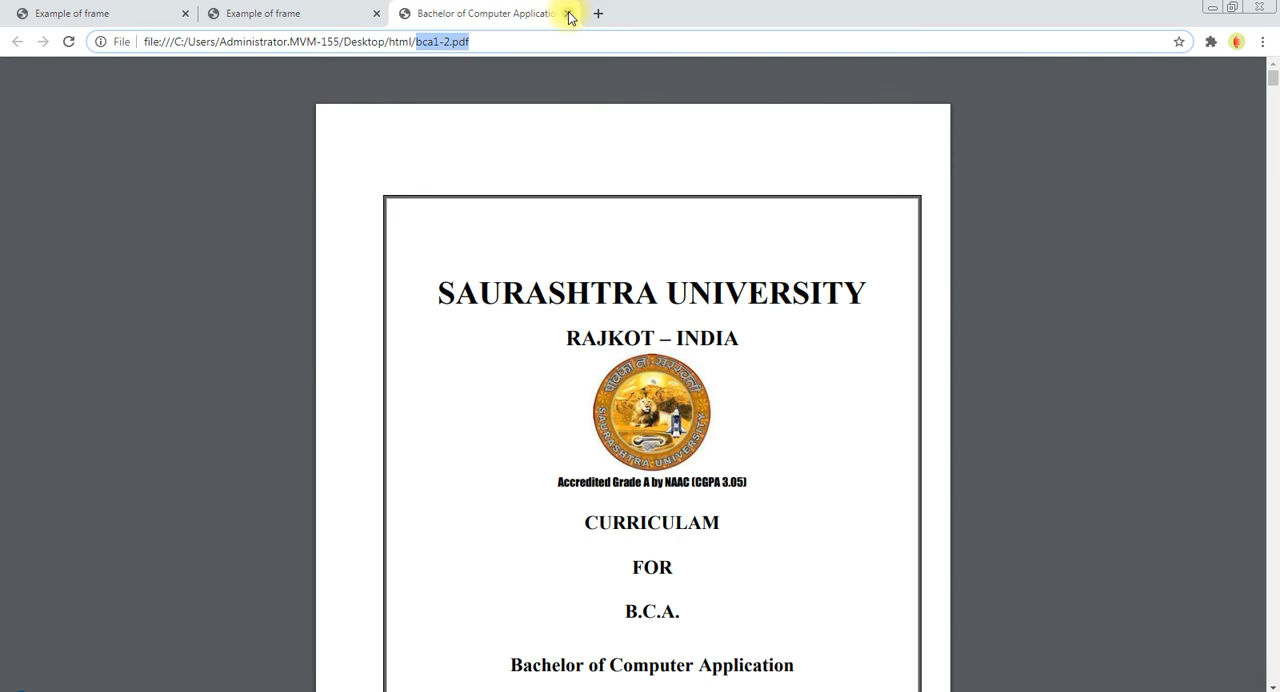 Example of frame
Example of frame
Bachelor of Computer Applicatio
File
file:///C:/Users/Administrator.MVM-155/Desktop/html/bca1-2.pdf
SAURASHTRA UNIVERSITY
RAJKOT – INDIA
SAURASHTRA UNIVERSITY
Accredited Grade A by NAAC (CGPA 3.05)
CURRICULAM
FOR
B.C.A.
Bachelor of Computer Application